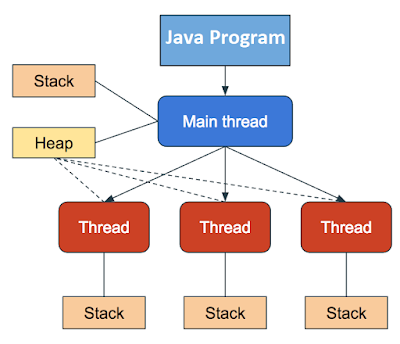 Java Program
Stack
Main thread
Heap
Thread
Thread
Thread
Stack
Stack
Stack